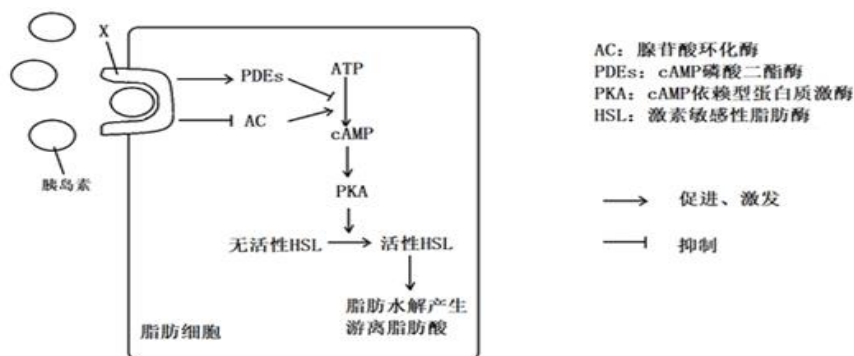 X
胰岛素
PDEs
ATP
AC
cAMP
PKA
无活性HSL
活性HSL
脂肪水解产生
游离脂肪酸
脂肪细胞
AC：腺苷酸环化酶
PDEs：cAMP磷酸二酯酶
PKA：cAMP依赖型蛋白质激酶
HSL：激素敏感性脂肪酶
促进、激发
抑制